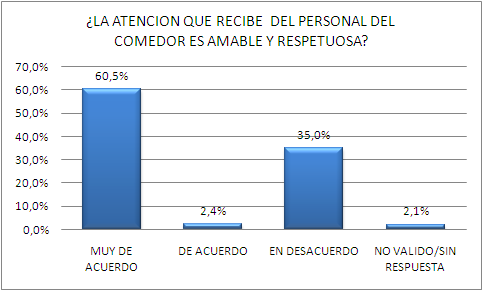 ¿LA ATENCION QUE RECIBE DEL PERSONAL DEL
COMEDOR ES AMABLE Y RESPETUOSA?
70,0%
60,0%
50,0%
40,0%
30,0%
20,0%
10,0%
0,0%
60,5%
2,4%
35,0%
2,1%
MUY DE
ACUERDO
DE ACUERDO
EN DESACUERDO
NO VALIDO/SIN
RESPUESTA